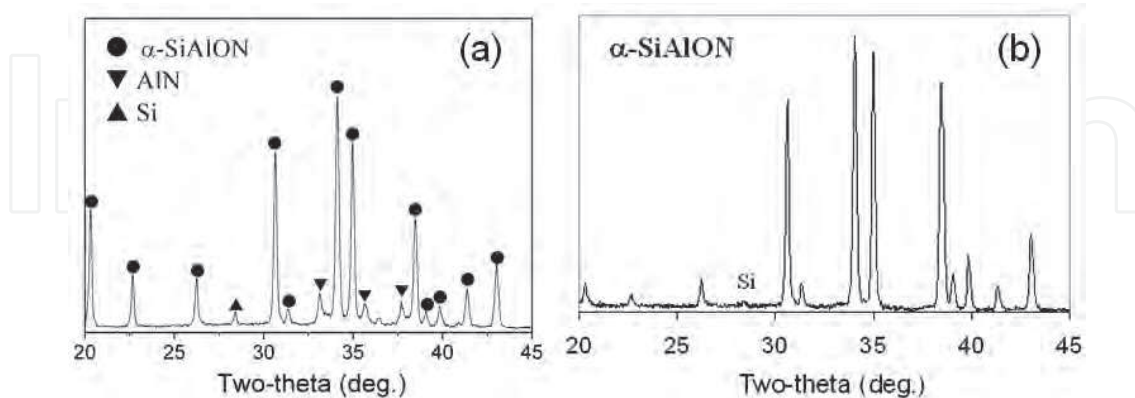 ● α-SiAlON
▼ AlN
▲ Si
(a)
20 25 30 35 40 45
Two-theta (deg.)
α-SiAlON
(b)
Si
20 25 30 35 40 45
Two-theta (deg.)